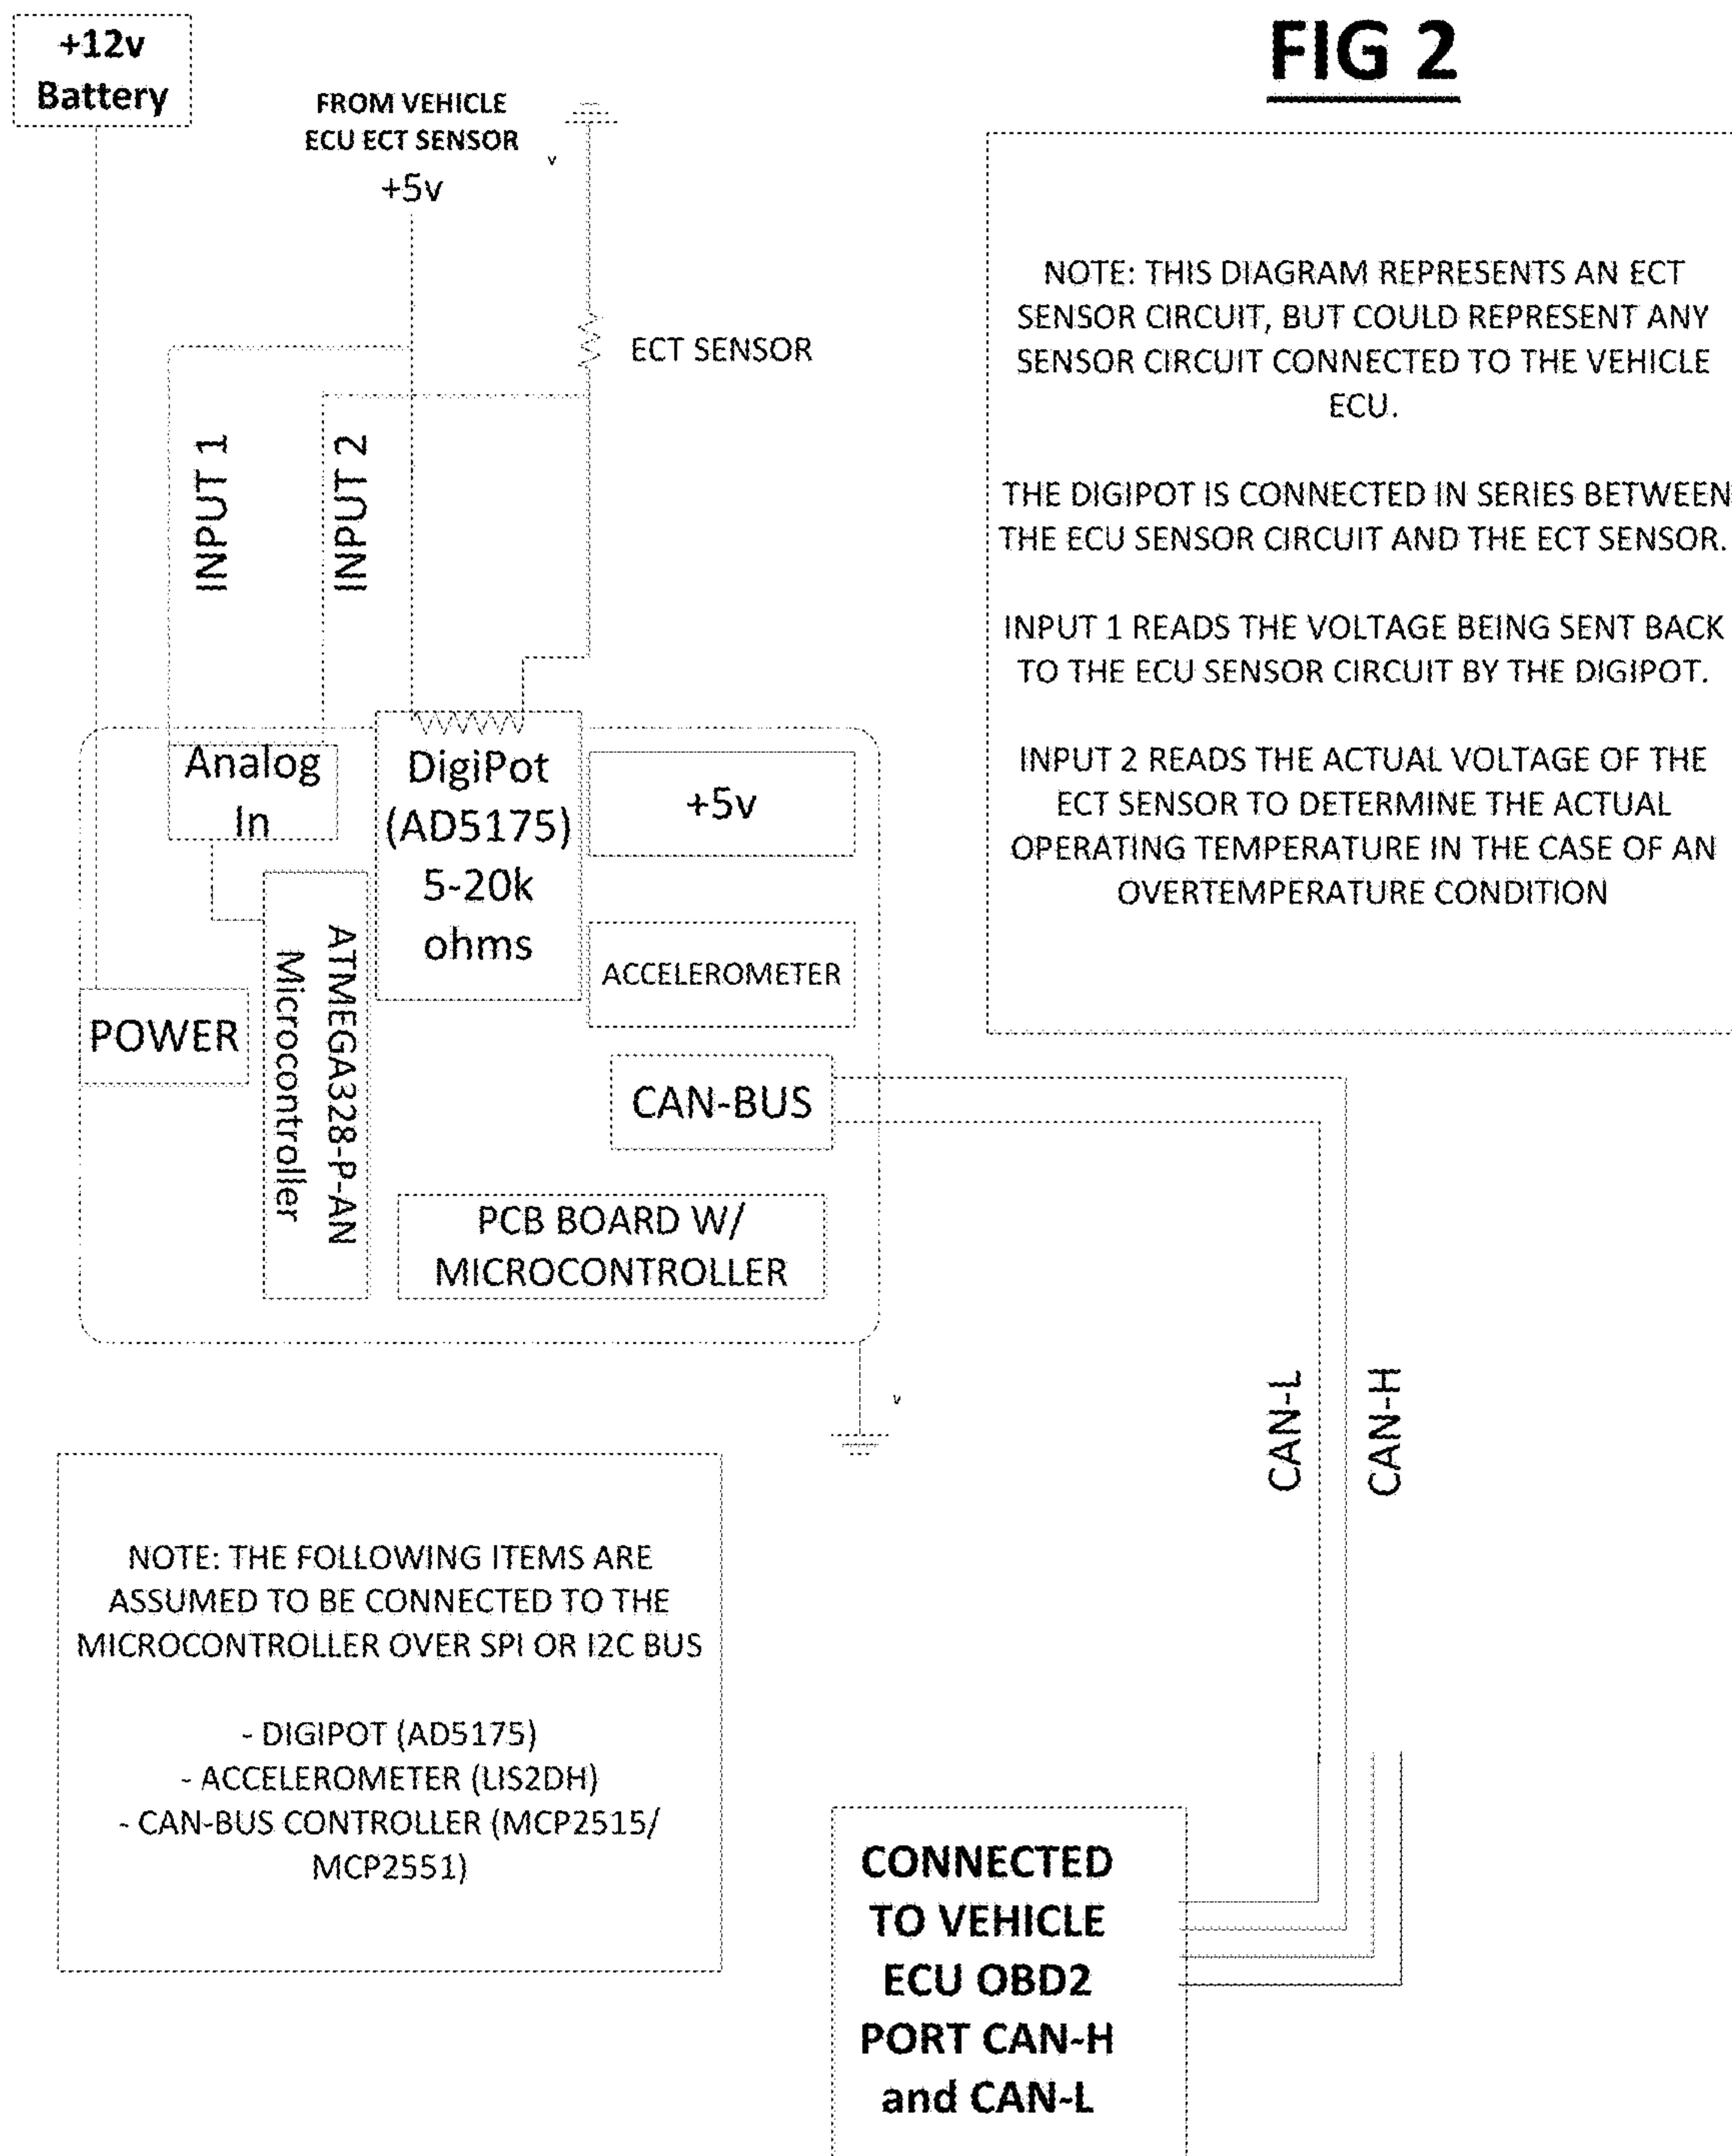 FIG 2
+12v
Battery
FROM VEHICLE
ECU ECT SENSOR
+5v
v
ECT SENSOR
INPUT 1
INPUT 2
NOTE: THIS DIAGRAM REPRESENTS AN ECT
SENSOR CIRCUIT, BUT COULD REPRESENT ANY
SENSOR CIRCUIT CONNECTED TO THE VEHICLE
ECU.
THE DIGIPOT IS CONNECTED IN SERIES BETWEEN
THE ECU SENSOR CIRCUIT AND THE ECT SENSOR.
INPUT 1 READS THE VOLTAGE BEING SENT BACK
TO THE ECU SENSOR CIRCUIT BY THE DIGIPOT.
INPUT 2 READS THE ACTUAL VOLTAGE OF THE
ECT SENSOR TO DETERMINE THE ACTUAL
OPERATING TEMPERATURE IN THE CASE OF AN
OVERTEMPERATURE CONDITION
Analog
In
DigiPot
(AD5175)
5-20k
ohms
+5v
ACCELEROMETER
POWER
ATMEGA328-P-AN
Microcontroller
CAN-BUS
PCB BOARD W/
MICROCONTROLLER
v
CAN-L
CAN-H
NOTE: THE FOLLOWING ITEMS ARE
ASSUMED TO BE CONNECTED TO THE
MICROCONTROLLER OVER SPI OR I2C BUS
- DIGIPOT (AD5175)
- ACCELEROMETER (LIS2DH)
- CAN-BUS CONTROLLER (MCP2515/
MCP2551)
CONNECTED
TO VEHICLE
ECU OBD2
PORT CAN-H
and CAN-L